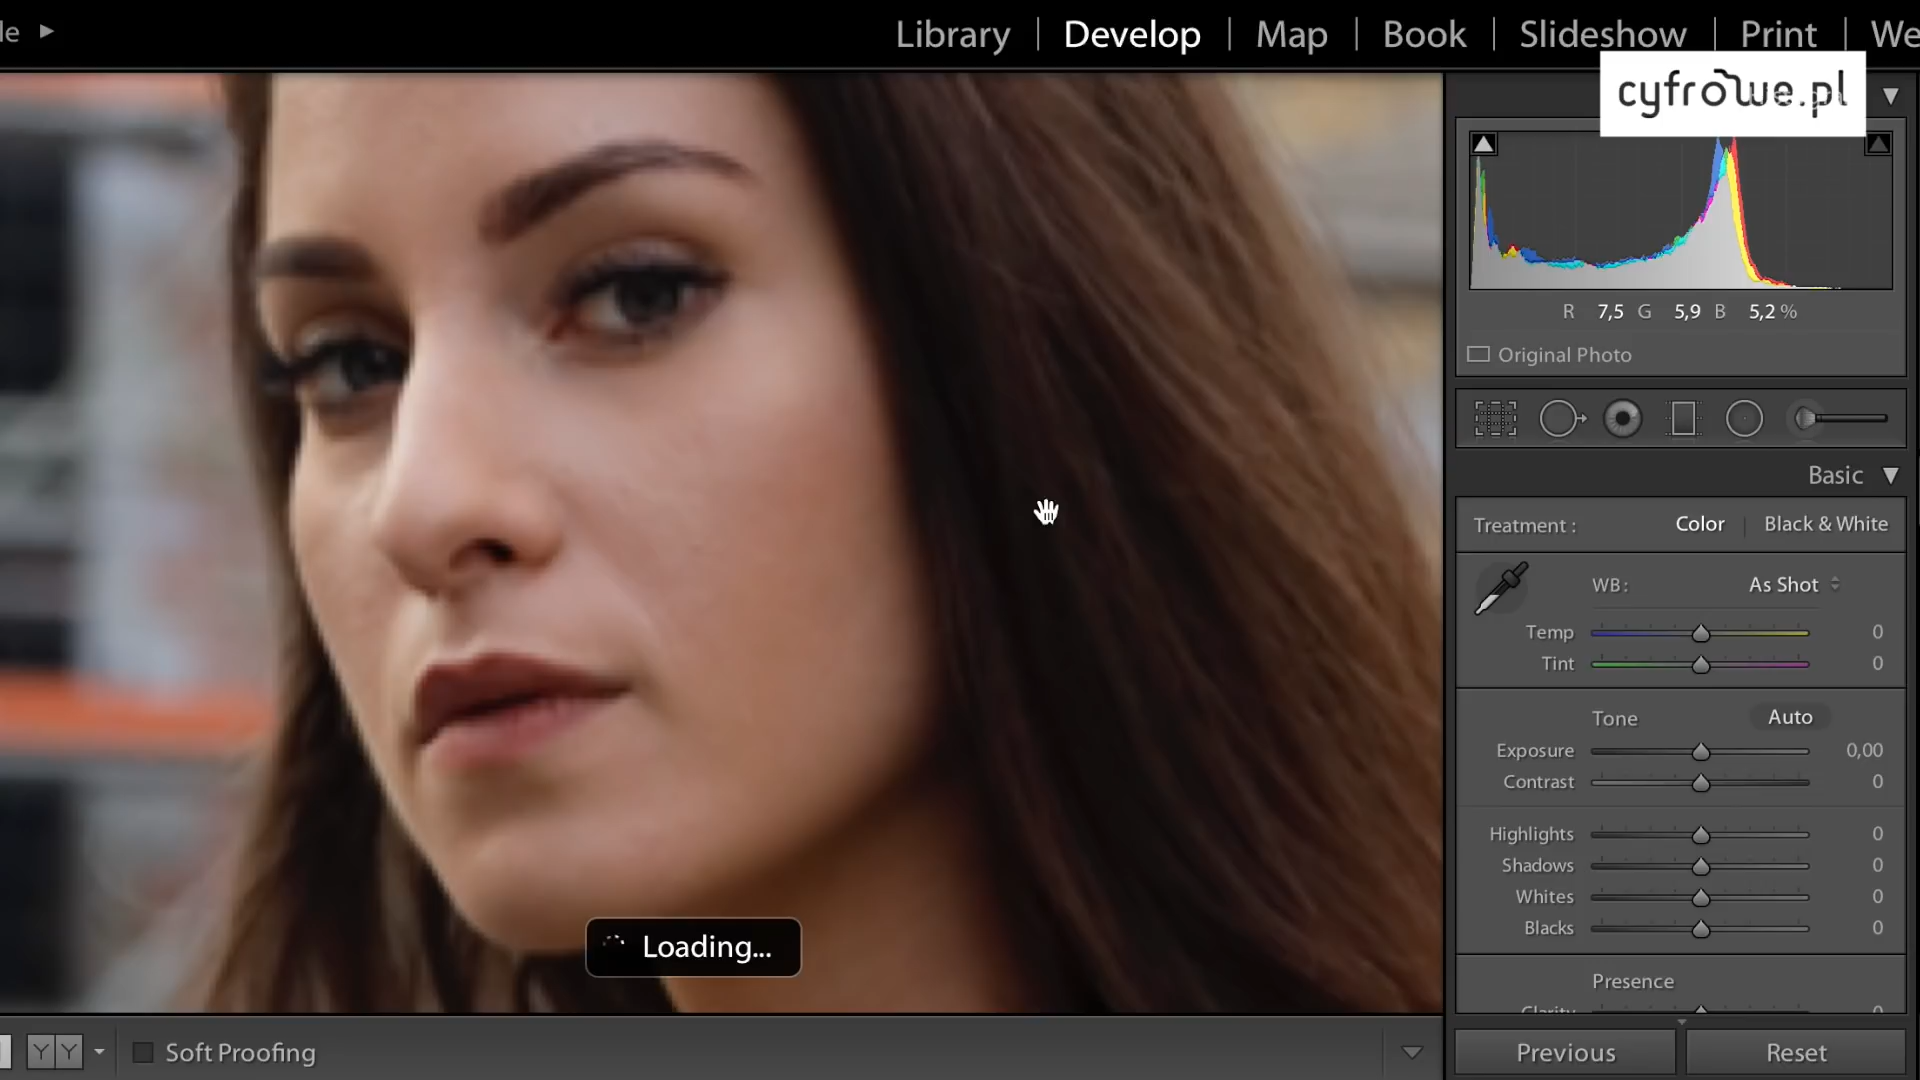 le
Library | Develop | Map | Book | Slideshow | Print | We
cyfrowe.pl
R 7,5 G 5,9 B 5,2 %
Original Photo
Basic
Treatment : Color | Black & White
WB: As Shot
Temp 0
Tint 0
Tone Auto
Exposure 0,00
Contrast 0
Highlights 0
Shadows 0
Whites 0
Blacks 0
Presence
Clarity 0
Loading...
Y Y
Soft Proofing
Previous
Reset